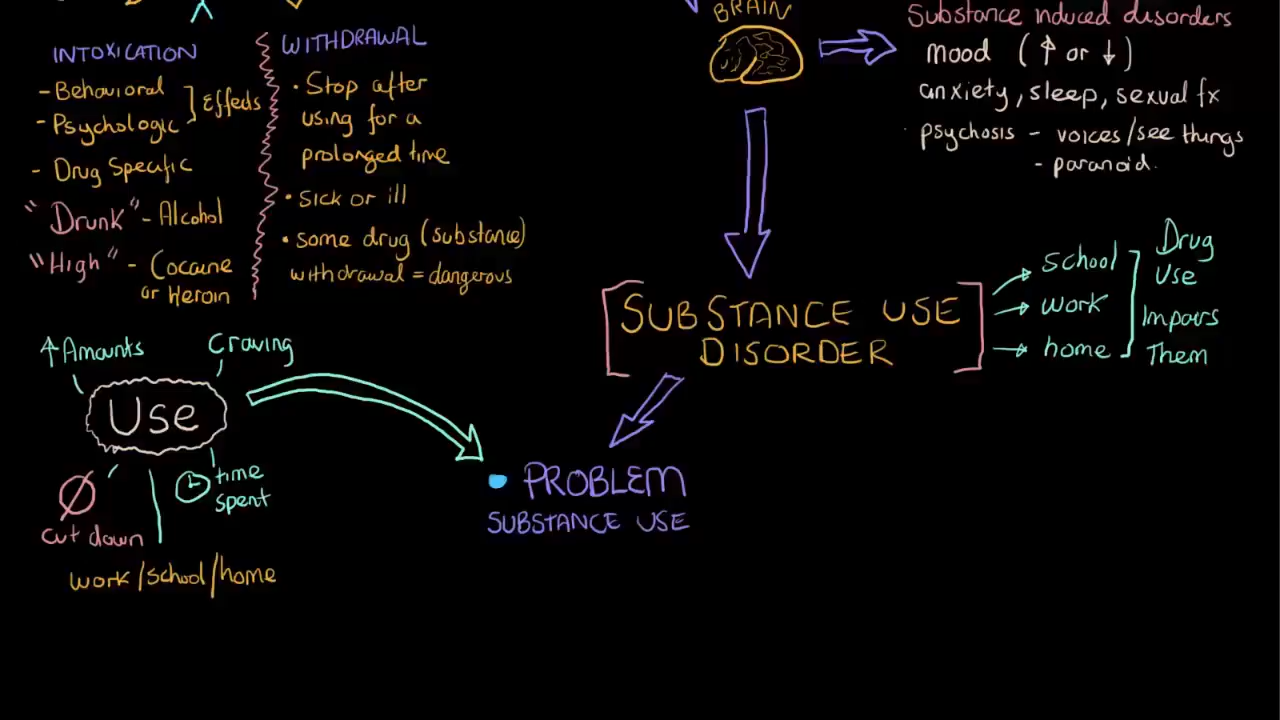 INTOXICATION
- Behavioral
- Psychologic
Effects
- Drug Specific
"Drunk" - Alcohol
"High" - Cocaine
or Heroin
WITHDRAWAL
• Stop after
using for a
prolonged time
• Sick or ill
• Some drug (substance)
withdrawal = dangerous
BRAIN
Substance induced disorders
mood (↑ or ↓)
anxiety, sleep, sexual fx
psychosis - voices/see things
- paranoid.
SUBSTANCE USE
DISORDER
school
work
home
Drug
Use
Impairs
Them
↑ Amounts
Craving
Use
cut down
time
spent
work/school/home
• PROBLEM
SUBSTANCE USE